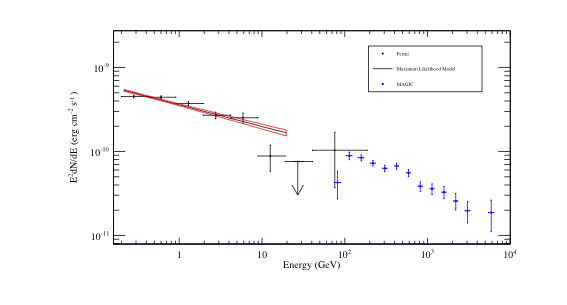 Fermi
Maximum Likelihood Model
MAGIC
E²dN/dE (erg cm⁻² s⁻¹)
10⁻⁹
10⁻¹⁰
10⁻¹¹
1 10 10² 10³ 10⁴
Energy (GeV)